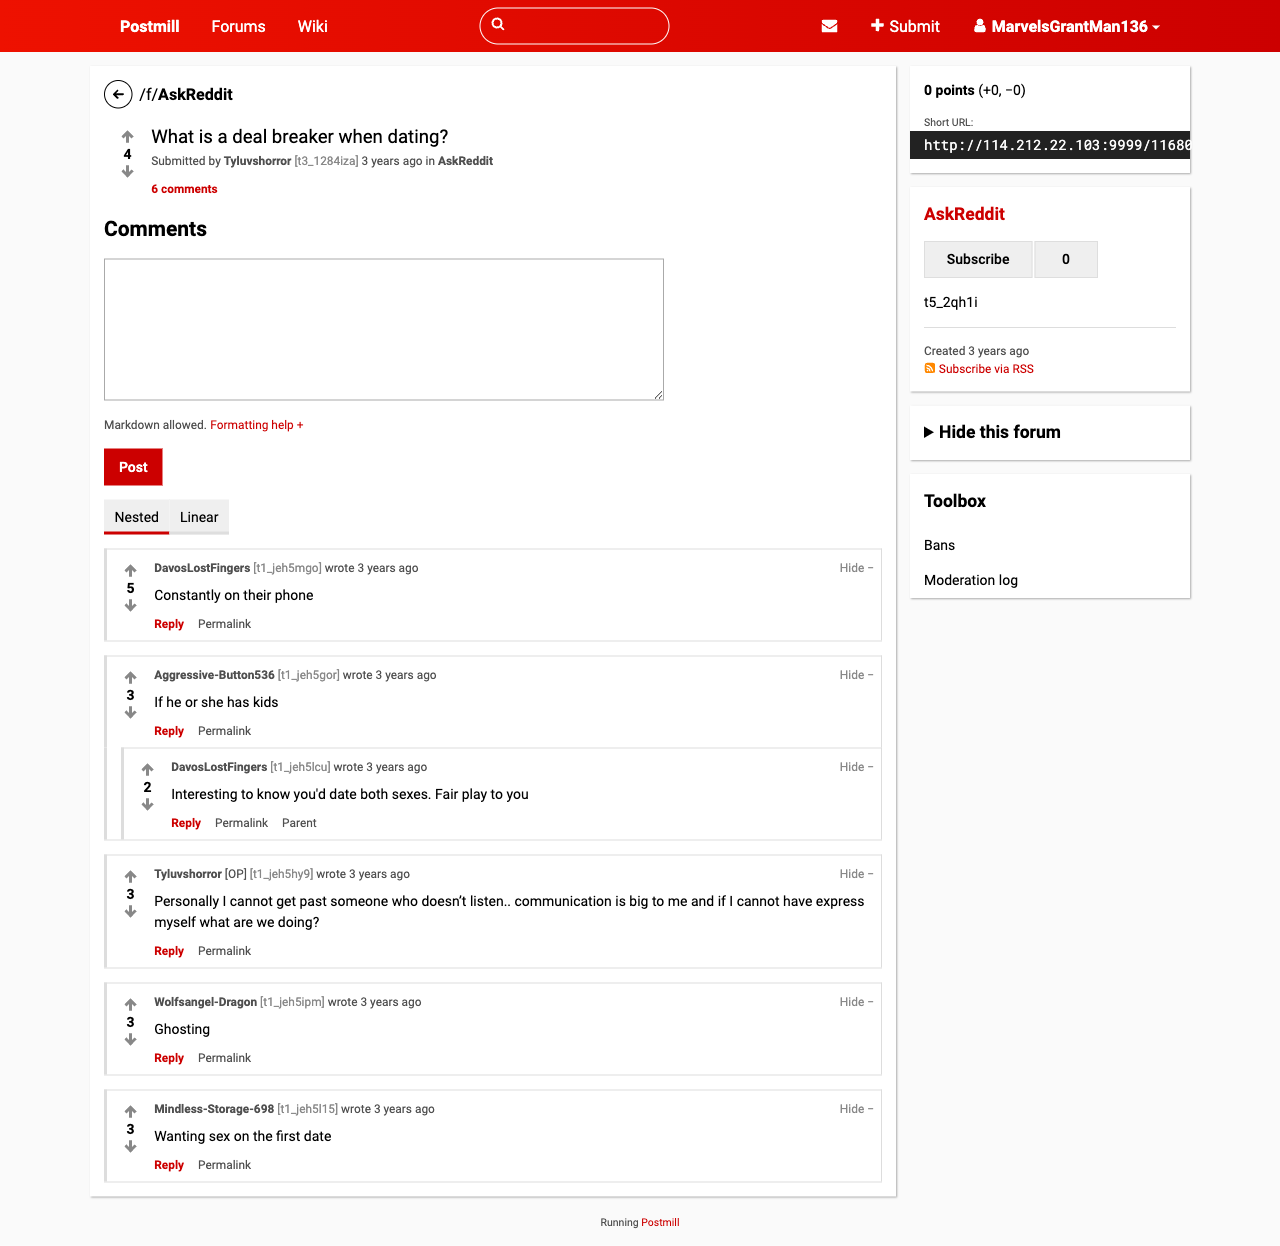 Postmill Forums Wiki Submit MarvelsGrantMan136
/f/AskReddit
What is a deal breaker when dating?
4
Submitted by Tyluvshorror [t3_1284iza] 3 years ago in AskReddit
6 comments
Comments
Markdown allowed. Formatting help +
Post
Nested Linear
DavosLostFingers [t1_jeh5mgo] wrote 3 years ago Hide −
5
Constantly on their phone
Reply Permalink
Aggressive-Button536 [t1_jeh5gor] wrote 3 years ago Hide −
3
If he or she has kids
Reply Permalink
DavosLostFingers [t1_jeh5lcu] wrote 3 years ago Hide −
2
Interesting to know you'd date both sexes. Fair play to you
Reply Permalink Parent
Tyluvshorror [OP] [t1_jeh5hy9] wrote 3 years ago Hide −
3
Personally I cannot get past someone who doesn’t listen.. communication is big to me and if I cannot have express
myself what are we doing?
Reply Permalink
Wolfsangel-Dragon [t1_jeh5ipm] wrote 3 years ago Hide −
3
Ghosting
Reply Permalink
Mindless-Storage-698 [t1_jeh5l15] wrote 3 years ago Hide −
3
Wanting sex on the first date
Reply Permalink
0 points (+0, −0)
Short URL:
http://114.212.22.103:9999/11680
AskReddit
Subscribe 0
t5_2qh1i
Created 3 years ago
Subscribe via RSS
Hide this forum
Toolbox
Bans
Moderation log
Running Postmill